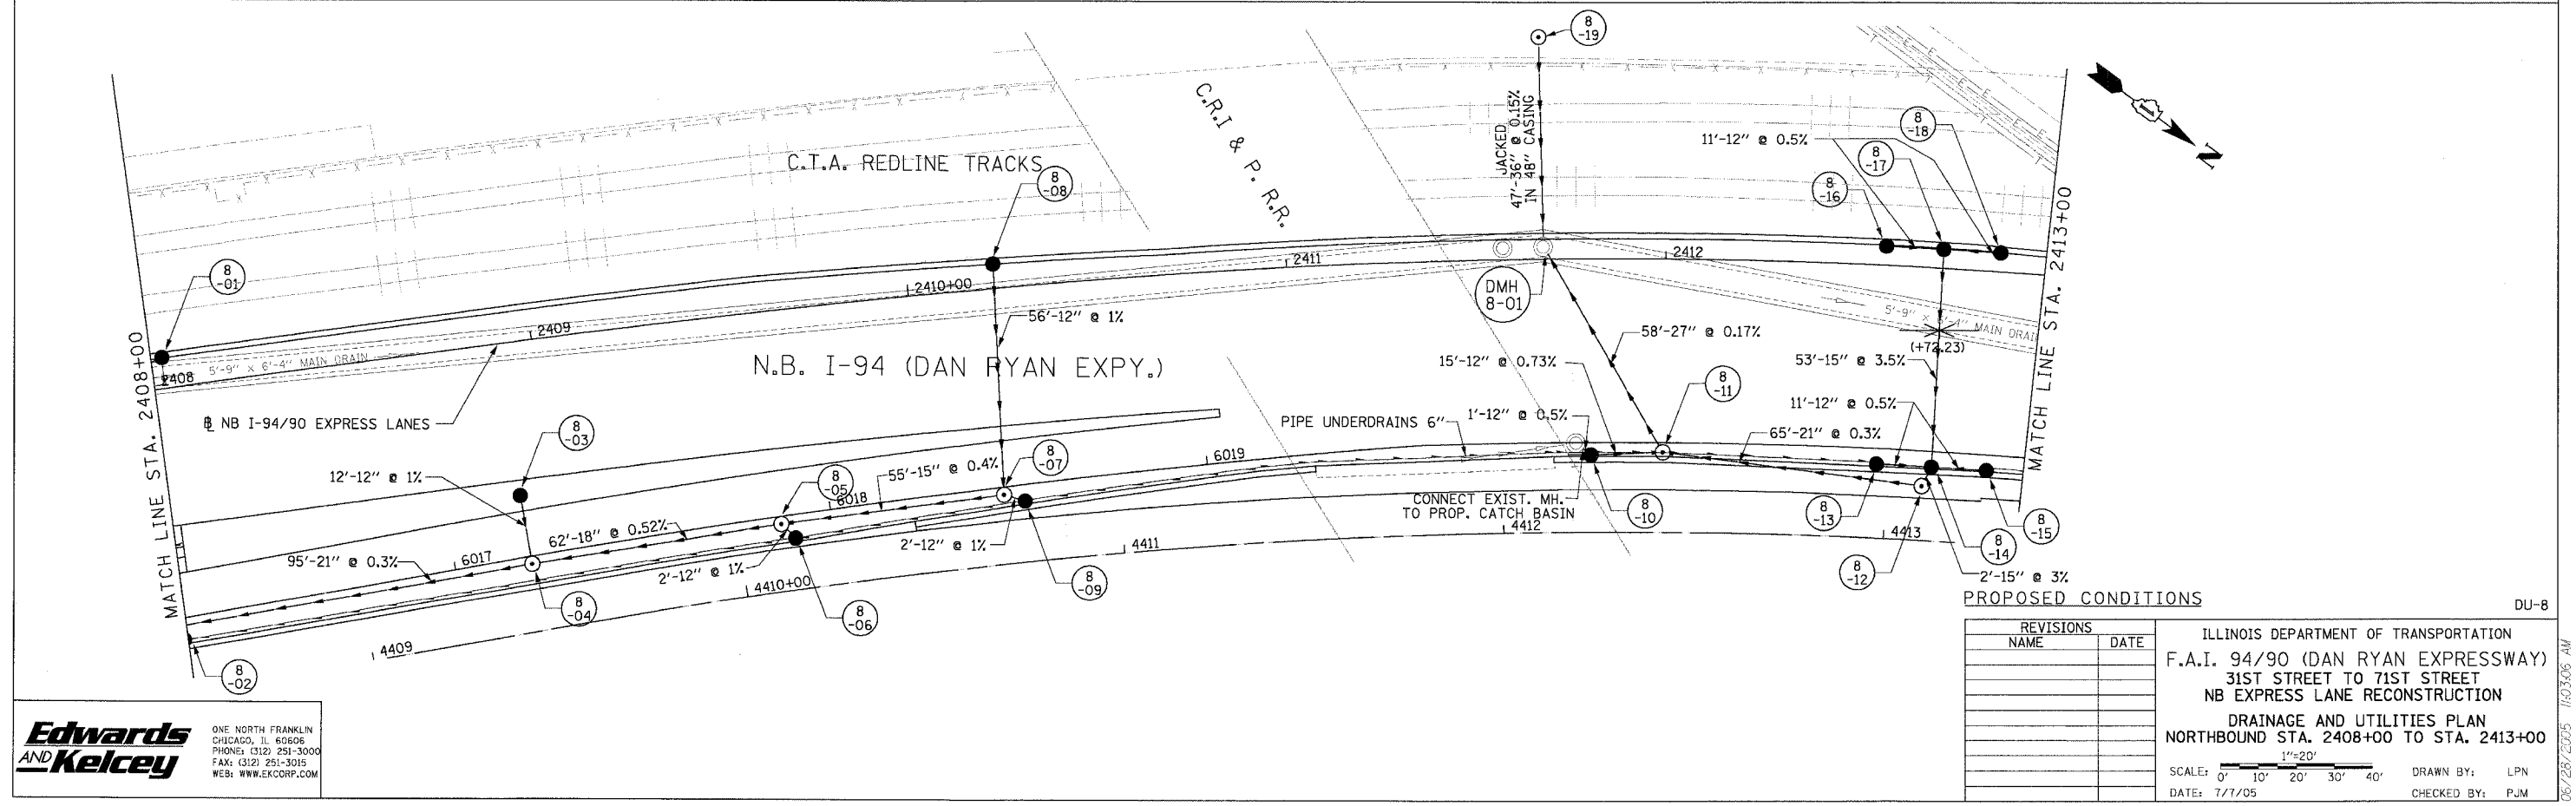 8
-19
8
-18
8
-17
8
-16
11'-12" @ 0.5%
JACKED
47'-36" @ 0.15%
IN 48" CASING
C.R.I & P. R.R.
N
C.T.A. REDLINE TRACKS
8
-08
8
-01
2410+00
2411
2412
DMH
8-01
5'-9" x 6'-4" MAIN DRAIN
2409
2408
5'-9" x 6'-4" MAIN DRAIN
56'-12" @ 1%
58'-27" @ 0.17%
15'-12" @ 0.73%
(+72.23)
53'-15" @ 3.5%
N.B. I-94 (DAN RYAN EXPY.)
MATCH LINE STA. 2408+00
MATCH LINE STA. 2413+00
8
-11
11'-12" @ 0.5%
1'-12" @ 0.5%
PIPE UNDERDRAINS 6"
65'-21" @ 0.3%
℄ NB I-94/90 EXPRESS LANES
8
-03
12'-12" @ 1%
8
-05
55'-15" @ 0.4%
8
-07
6019
6018
6017
62'-18" @ 0.52%
95'-21" @ 0.3%
2'-12" @ 1%
2'-12" @ 1%
CONNECT EXIST. MH.
TO PROP. CATCH BASIN
8
-10
8
-13
8
-15
8
-14
8
-12
2'-15" @ 3%
4413
4412
4411
4410+00
4409
8
-09
8
-06
8
-04
8
-02
PROPOSED CONDITIONS
DU-8
REVISIONS
NAME DATE
ILLINOIS DEPARTMENT OF TRANSPORTATION
F.A.I. 94/90 (DAN RYAN EXPRESSWAY)
31ST STREET TO 71ST STREET
NB EXPRESS LANE RECONSTRUCTION
DRAINAGE AND UTILITIES PLAN
NORTHBOUND STA. 2408+00 TO STA. 2413+00
1"=20'
SCALE: 0' 10' 20' 30' 40'
DRAWN BY: LPN
DATE: 7/7/05
CHECKED BY: PJM
Edwards
AND Kelcey
ONE NORTH FRANKLIN
CHICAGO, IL 60606
PHONE: (312) 251-3000
FAX: (312) 251-3015
WEB: WWW.EKCORP.COM
11:03:06 AM